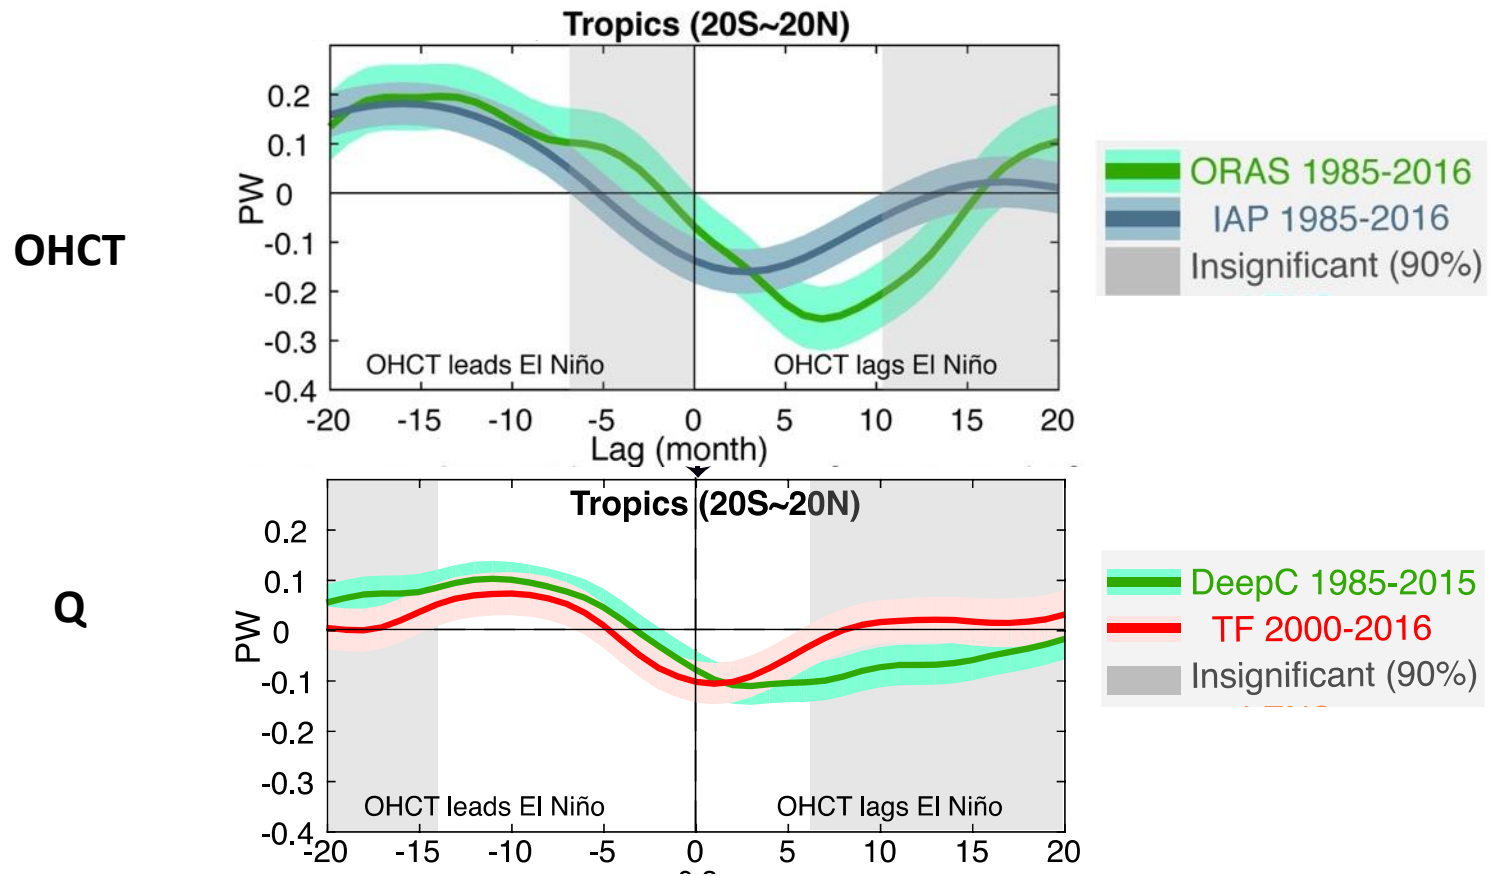 Tropics (20S~20N)
OHCT
PW
0.2
0.1
0
-0.1
-0.2
-0.3
-0.4
OHCT leads El Niño
OHCT lags El Niño
-20 -15 -10 -5 0 5 10 15 20
Lag (month)
ORAS 1985-2016
IAP 1985-2016
Insignificant (90%)
Tropics (20S~20N)
Q
PW
0.2
0.1
0
-0.1
-0.2
-0.3
-0.4
OHCT leads El Niño
OHCT lags El Niño
-20 -15 -10 -5 0 5 10 15 20
DeepC 1985-2015
TF 2000-2016
Insignificant (90%)